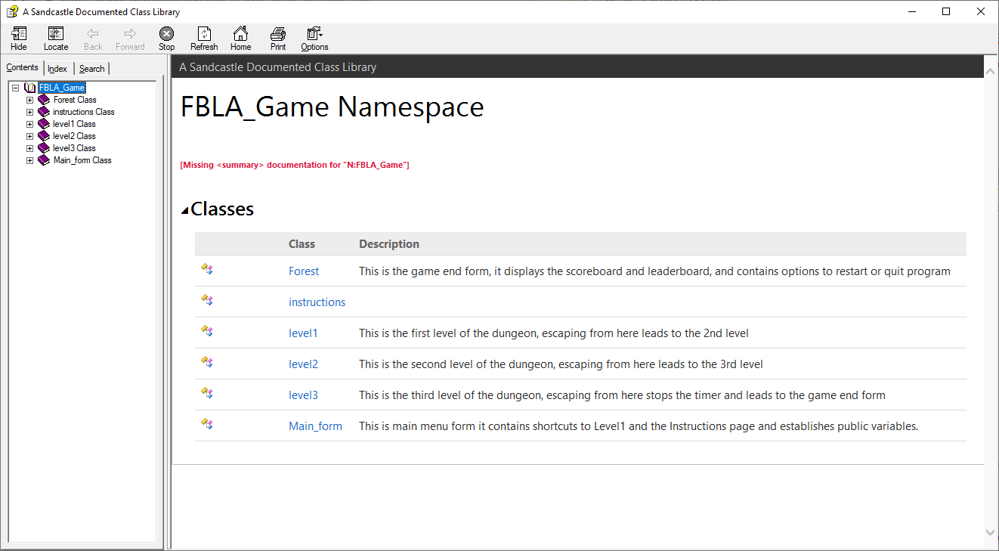 A Sandcastle Documented Class Library
Hide Locate Back Forward Stop Refresh Home Print Options
Contents Index Search
FBLA_Game
Forest Class
instructions Class
level1 Class
level2 Class
level3 Class
Main_form Class
A Sandcastle Documented Class Library
FBLA_Game Namespace
[Missing <summary> documentation for "N:FBLA_Game"]
Classes
Class Description
Forest This is the game end form, it displays the scoreboard and leaderboard, and contains options to restart or quit program
instructions
level1 This is the first level of the dungeon, escaping from here leads to the 2nd level
level2 This is the second level of the dungeon, escaping from here leads to the 3rd level
level3 This is the third level of the dungeon, escaping from here stops the timer and leads to the game end form
Main_form This is main menu form it contains shortcuts to Level1 and the Instructions page and establishes public variables.